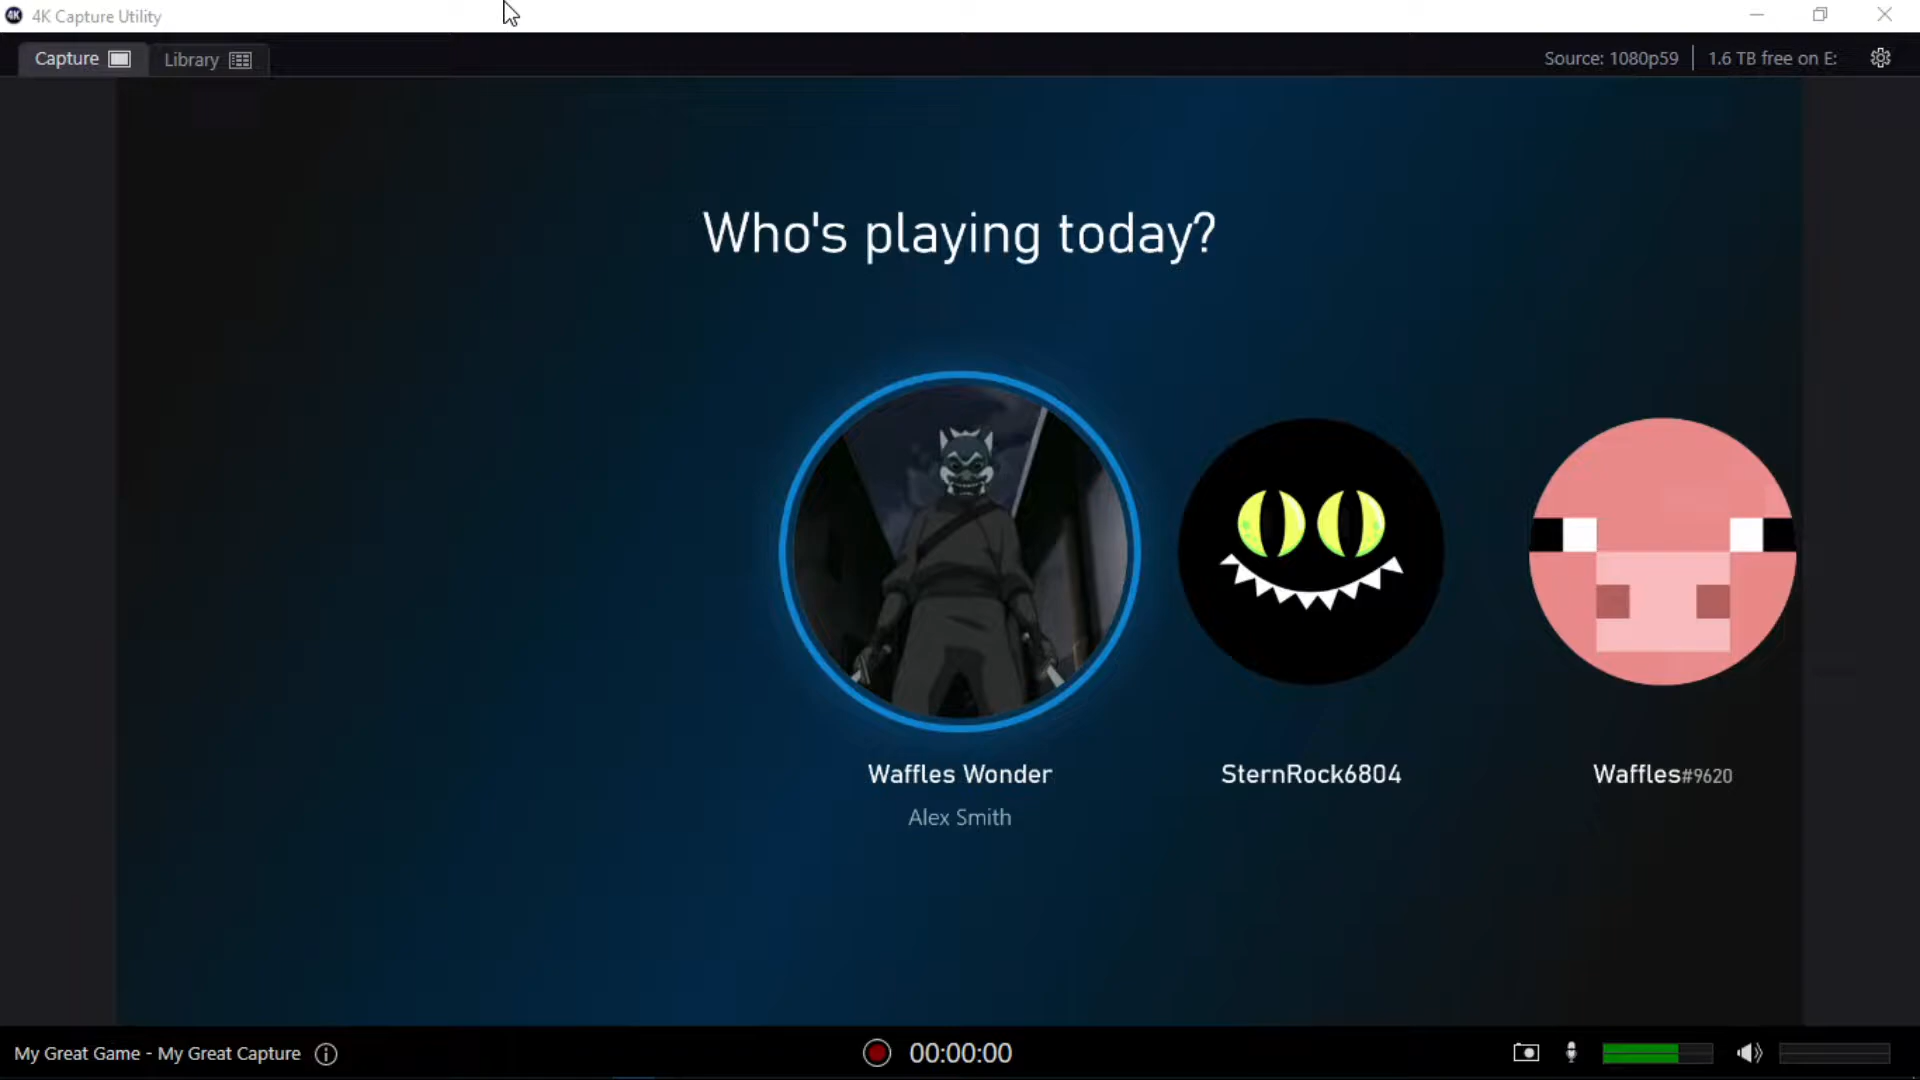 4K Capture Utility
Capture
Library
Source: 1080p59
1.6 TB free on E:
Who's playing today?
Waffles Wonder
Alex Smith
SternRock6804
Waffles#9620
My Great Game - My Great Capture
00:00:00